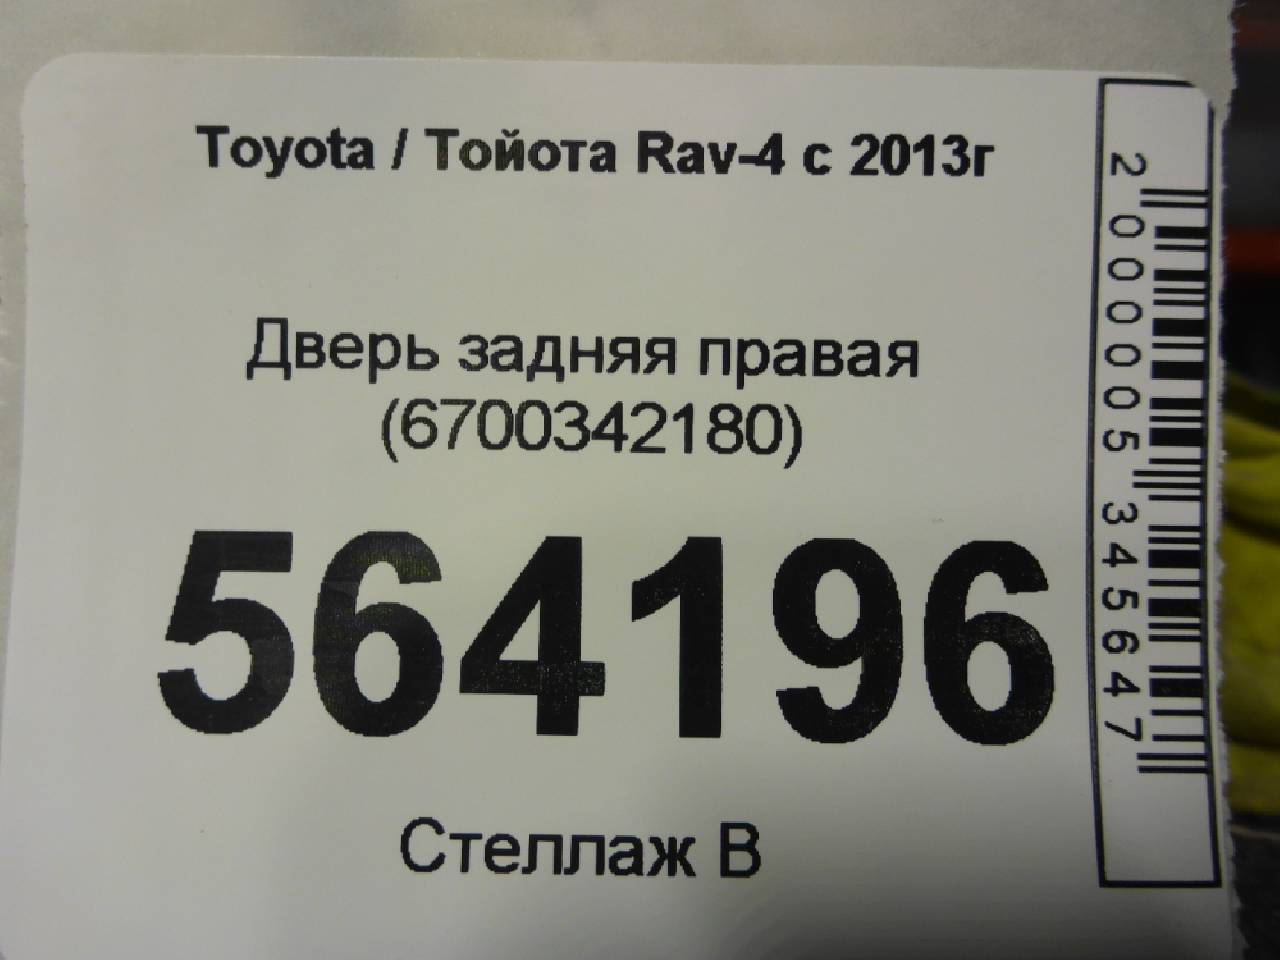 Toyota / Тойота Rav-4 с 2013г
Дверь задняя правая
(6700342180)
564196
Стеллаж В
2000005345647